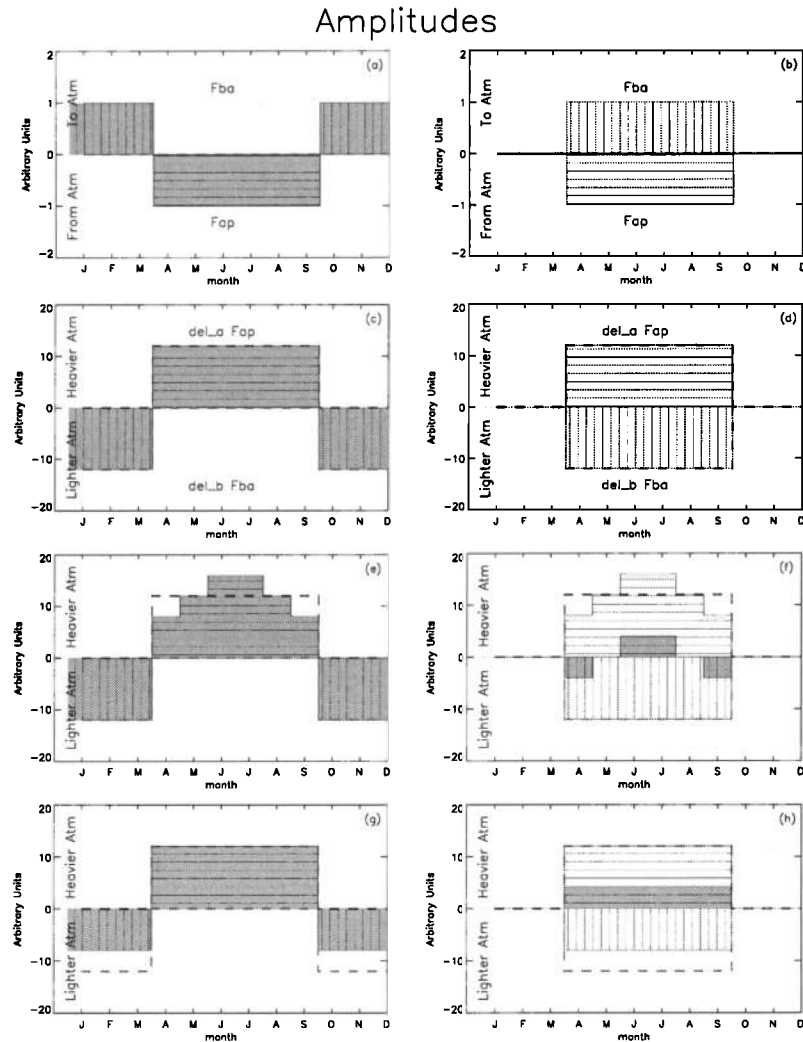 Amplitudes
(a)
Fba
Fap
To Atm
From Atm
Arbitrary Units
2
1
0
-1
-2
J F M A M J J A S O N D
month
(b)
Fba
Fap
To Atm
From Atm
Arbitrary Units
2
1
0
-1
-2
J F M A M J J A S O N D
month
(c)
del_a Fap
del_b Fba
Heavier Atm
Lighter Atm
Arbitrary Units
20
10
0
-10
-20
J F M A M J J A S O N D
month
(d)
del_a Fap
del_b Fba
Heavier Atm
Lighter Atm
Arbitrary Units
20
10
0
-10
-20
J F M A M J J A S O N D
month
(e)
Heavier Atm
Lighter Atm
Arbitrary Units
20
10
0
-10
-20
J F M A M J J A S O N D
month
(f)
Heavier Atm
Lighter Atm
Arbitrary Units
20
10
0
-10
-20
J F M A M J J A S O N D
month
(g)
Heavier Atm
Lighter Atm
Arbitrary Units
20
10
0
-10
-20
J F M A M J J A S O N D
month
(h)
Heavier Atm
Lighter Atm
Arbitrary Units
20
10
0
-10
-20
J F M A M J J A S O N D
month